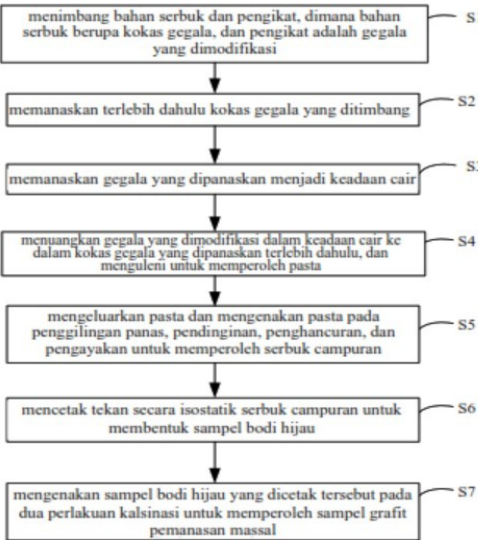 menimbang bahan serbuk dan pengikat, dimana bahan
serbuk berupa kokas gegala, dan pengikat adalah gegala
yang dimodifikasi
S1
memanaskan terlebih dahulu kokas gegala yang ditimbang
S2
memanaskan gegala yang dipanaskan menjadi keadaan cair
S3
menuangkan gegala yang dimodifikasi dalam keadaan cair ke
dalam kokas gegala yang dipanaskan terlebih dahulu, dan
menguleni untuk memperoleh pasta
S4
mengeluarkan pasta dan mengenakan pasta pada
penggilingan panas, pendinginan, penghancuran, dan
pengayakan untuk memperoleh serbuk campuran
S5
mencetak tekan secara isostatik serbuk campuran untuk
membentuk sampel bodi hijau
S6
mengenakan sampel bodi hijau yang dicetak tersebut pada
dua perlakuan kalsinasi untuk memperoleh sampel grafit
pemanasan massal
S7